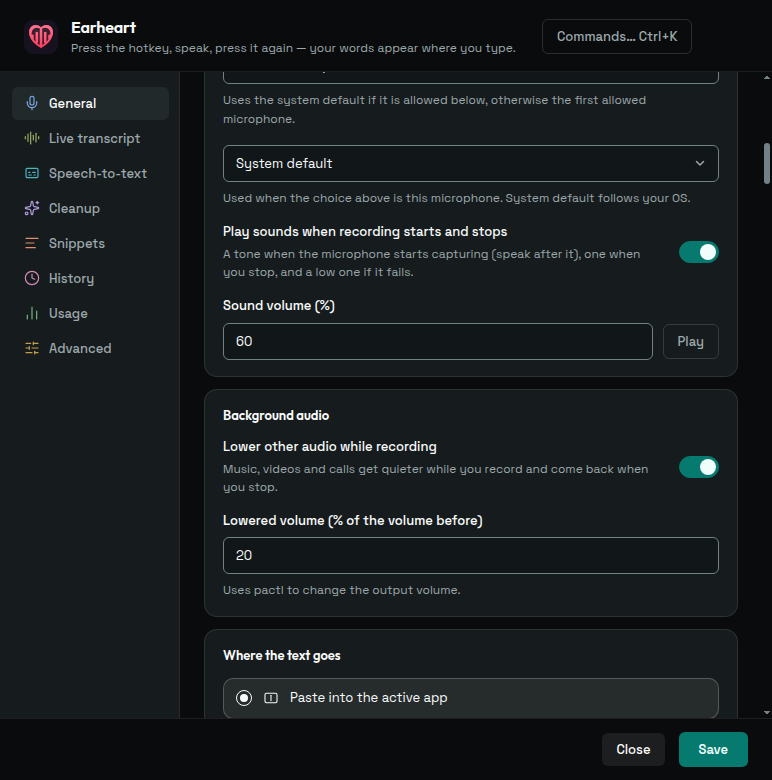 Earheart
Press the hotkey, speak, press it again — your words appear where you type.
Commands... Ctrl+K
General
Live transcript
Speech-to-text
Cleanup
Snippets
History
Usage
Advanced
Uses the system default if it is allowed below, otherwise the first allowed
microphone.
System default
Used when the choice above is this microphone. System default follows your OS.
Play sounds when recording starts and stops
A tone when the microphone starts capturing (speak after it), one when
you stop, and a low one if it fails.
Sound volume (%)
60
Play
Background audio
Lower other audio while recording
Music, videos and calls get quieter while you record and come back when
you stop.
Lowered volume (% of the volume before)
20
Uses pactl to change the output volume.
Where the text goes
Paste into the active app
Close
Save